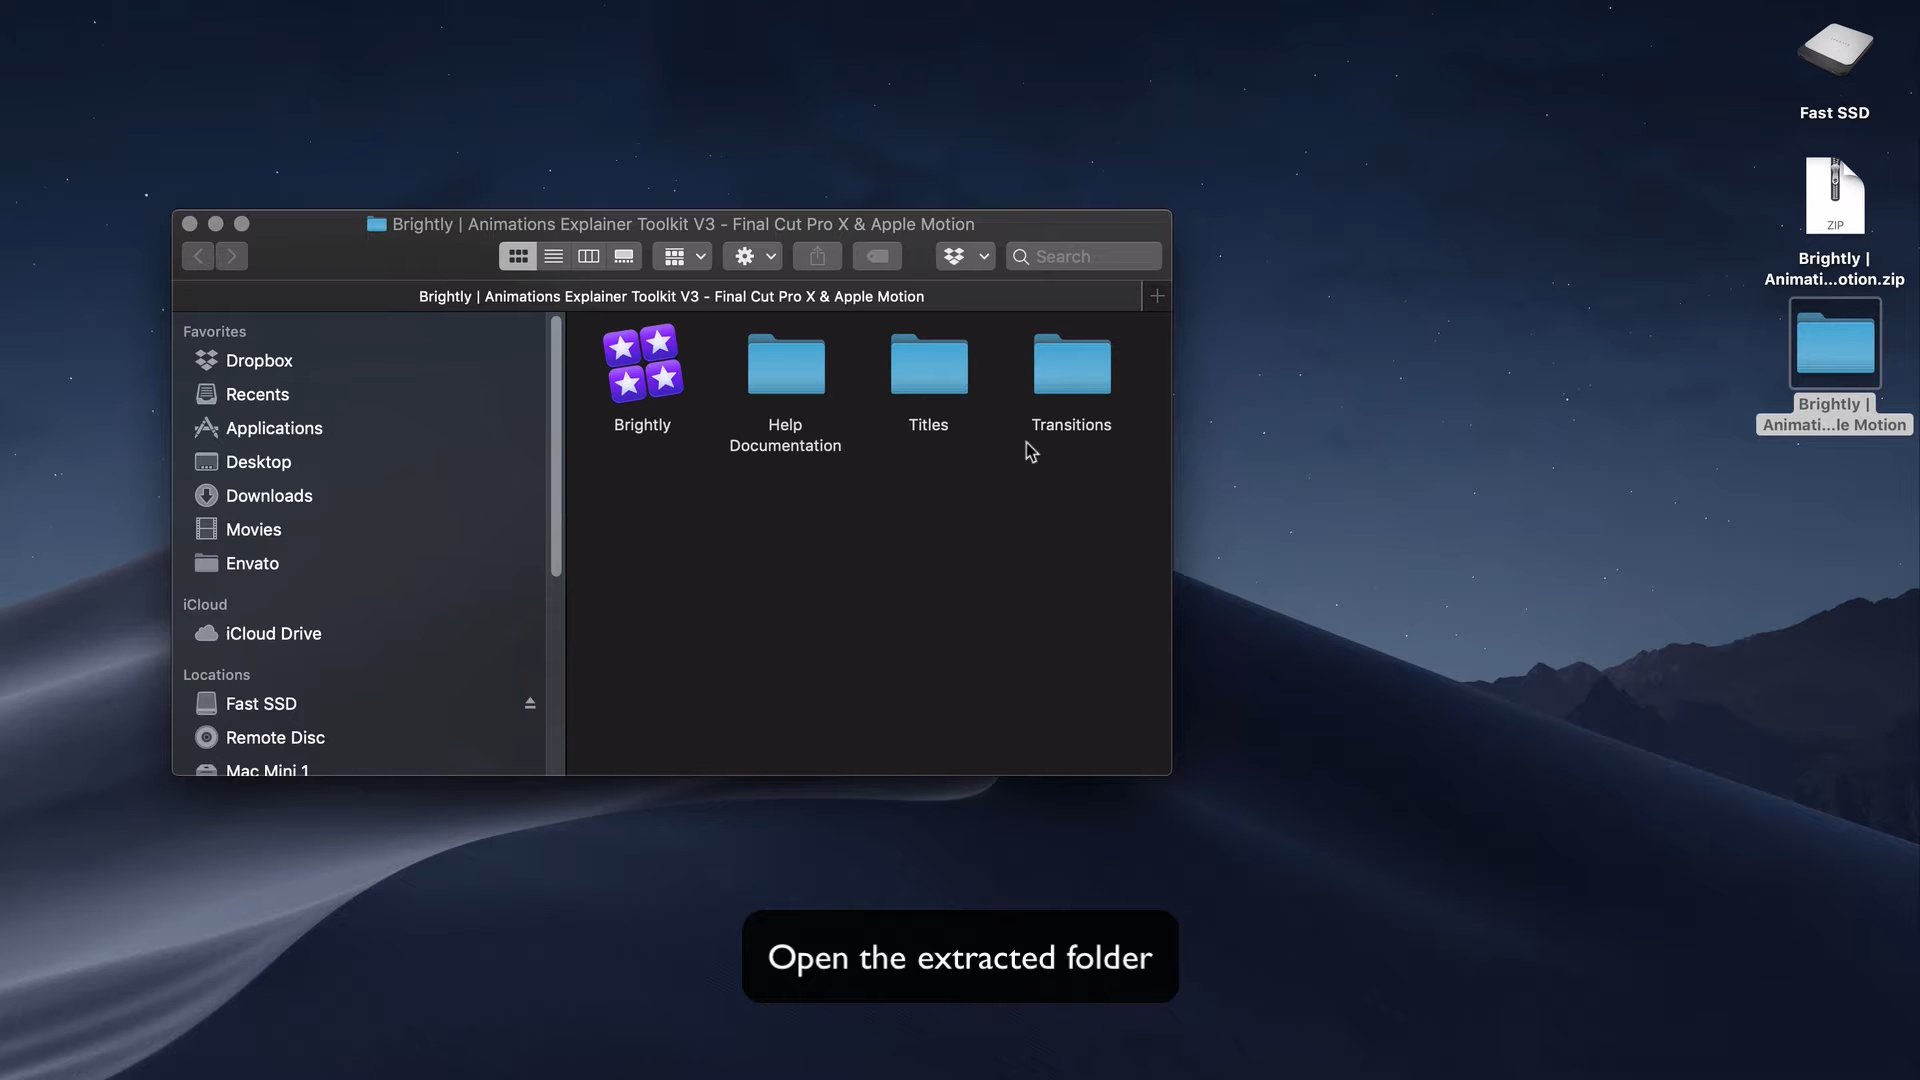 Brightly | Animations Explainer Toolkit V3 - Final Cut Pro X & Apple Motion
Search
Brightly | Animations Explainer Toolkit V3 - Final Cut Pro X & Apple Motion
Favorites
Dropbox
Recents
Applications
Desktop
Downloads
Movies
Envato
iCloud
iCloud Drive
Locations
Fast SSD
Remote Disc
Mac Mini 1
Brightly
Help
Documentation
Titles
Transitions
Fast SSD
ZIP
Brightly |
Animati...otion.zip
Brightly |
Animati...le Motion
Open the extracted folder